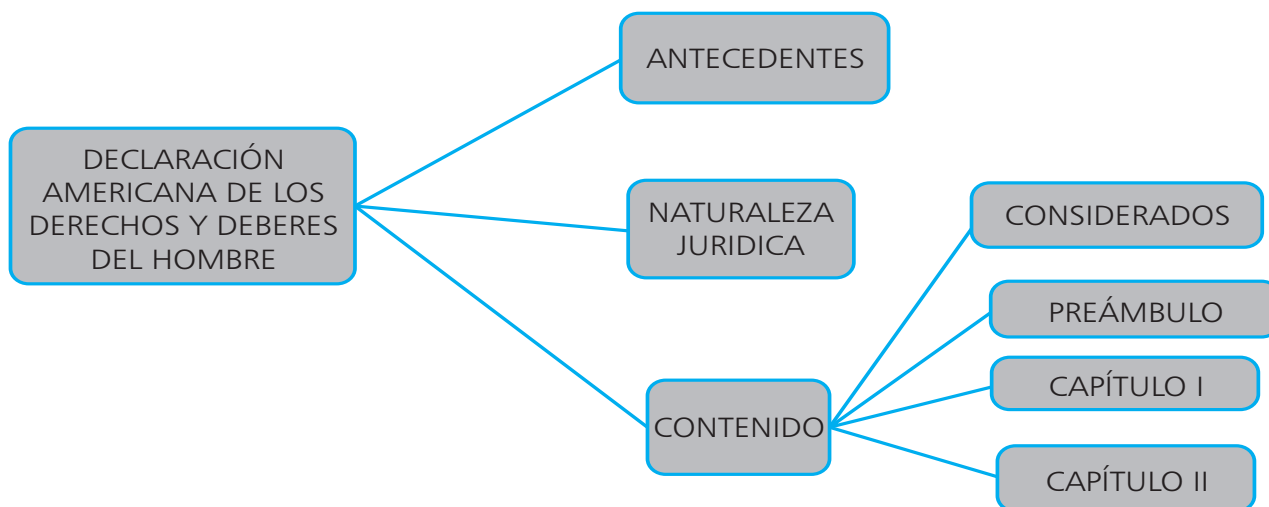 DECLARACIÓN
AMERICANA DE LOS
DERECHOS Y DEBERES
DEL HOMBRE
ANTECEDENTES
NATURALEZA
JURIDICA
CONTENIDO
CONSIDERADOS
PREÁMBULO
CAPÍTULO I
CAPÍTULO II